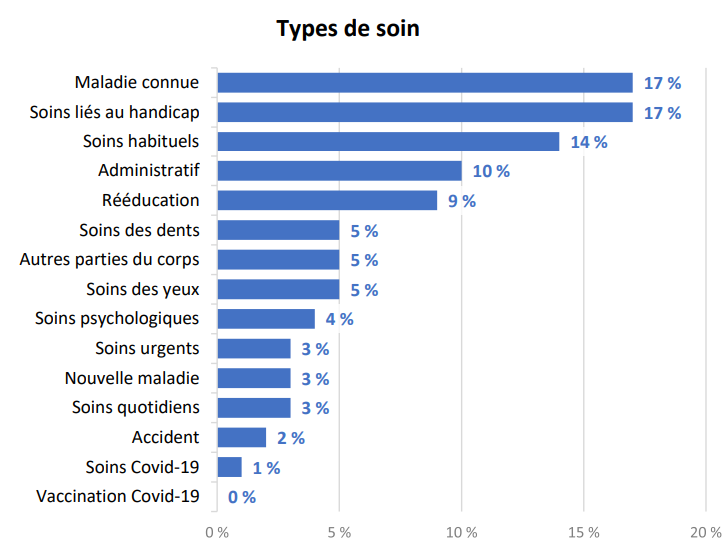 Types de soin
Maladie connue 17 %
Soins liés au handicap 17 %
Soins habituels 14 %
Administratif 10 %
Rééducation 9 %
Soins des dents 5 %
Autres parties du corps 5 %
Soins des yeux 5 %
Soins psychologiques 4 %
Soins urgents 3 %
Nouvelle maladie 3 %
Soins quotidiens 3 %
Accident 2 %
Soins Covid-19 1 %
Vaccination Covid-19 0 %
0 % 5 % 10 % 15 % 20 %